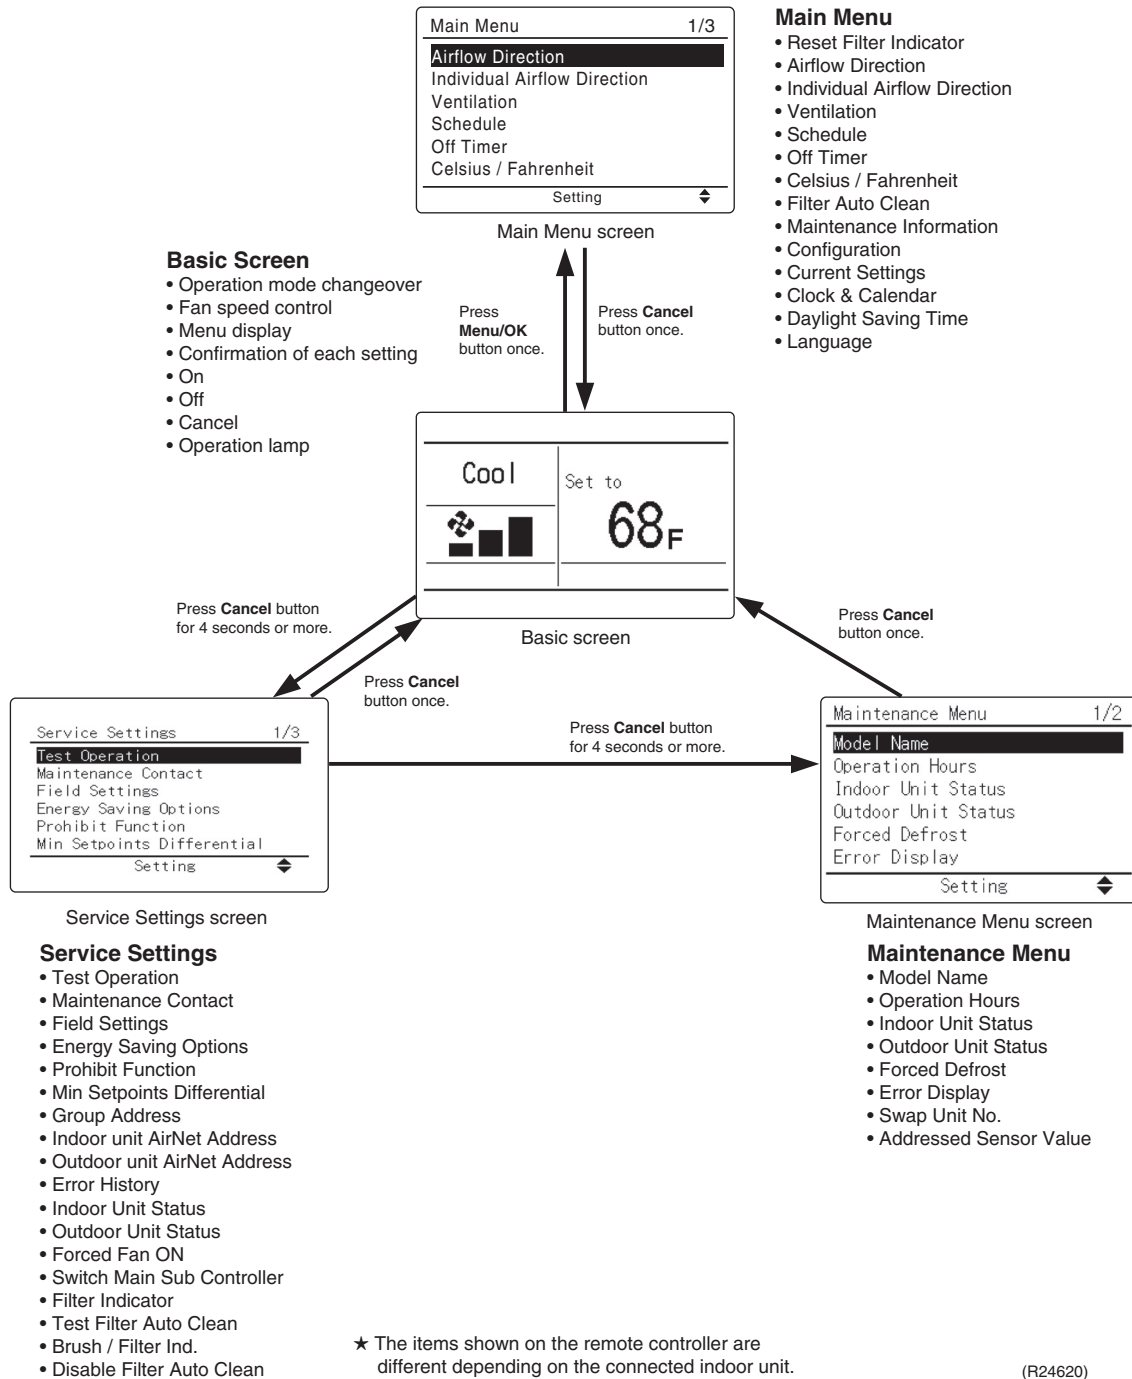 Main Menu 1/3
Airflow Direction
Individual Airflow Direction
Ventilation
Schedule
Off Timer
Celsius / Fahrenheit
Setting
Main Menu screen
Main Menu
• Reset Filter Indicator
• Airflow Direction
• Individual Airflow Direction
• Ventilation
• Schedule
• Off Timer
• Celsius / Fahrenheit
• Filter Auto Clean
• Maintenance Information
• Configuration
• Current Settings
• Clock & Calendar
• Daylight Saving Time
• Language
Basic Screen
• Operation mode changeover
• Fan speed control
• Menu display
• Confirmation of each setting
• On
• Off
• Cancel
• Operation lamp
Press
Menu/OK
button once.
Press Cancel
button once.
Cool
Set to
68F
Basic screen
Press Cancel button
for 4 seconds or more.
Press Cancel
button once.
Press Cancel
button once.
Press Cancel button
for 4 seconds or more.
Service Settings 1/3
Test Operation
Maintenance Contact
Field Settings
Energy Saving Options
Prohibit Function
Min Setpoints Differential
Setting
Service Settings screen
Maintenance Menu 1/2
Model Name
Operation Hours
Indoor Unit Status
Outdoor Unit Status
Forced Defrost
Error Display
Setting
Maintenance Menu screen
Service Settings
• Test Operation
• Maintenance Contact
• Field Settings
• Energy Saving Options
• Prohibit Function
• Min Setpoints Differential
• Group Address
• Indoor unit AirNet Address
• Outdoor unit AirNet Address
• Error History
• Indoor Unit Status
• Outdoor Unit Status
• Forced Fan ON
• Switch Main Sub Controller
• Filter Indicator
• Test Filter Auto Clean
• Brush / Filter Ind.
• Disable Filter Auto Clean
Maintenance Menu
• Model Name
• Operation Hours
• Indoor Unit Status
• Outdoor Unit Status
• Forced Defrost
• Error Display
• Swap Unit No.
• Addressed Sensor Value
★ The items shown on the remote controller are
different depending on the connected indoor unit.
(R24620)